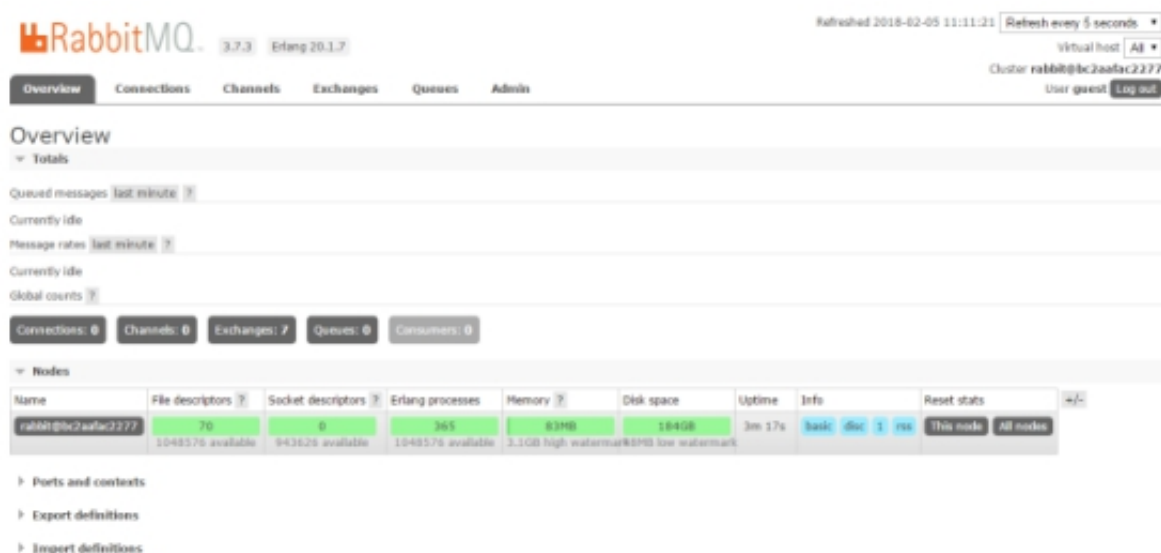 RabbitMQ 3.7.3 Erlang 20.1.7
Refreshed 2018-02-05 11:11:21 Refresh every 5 seconds
Virtual host All
Cluster rabbit@bc2aafac2277
User guest Log out
Overview Connections Channels Exchanges Queues Admin
Overview
Totals
Queued messages last minute ?
Currently idle
Message rates last minute ?
Currently idle
Global counts ?
Connections: 0 Channels: 0 Exchanges: 7 Queues: 0 Consumers: 0
Nodes
Name File descriptors ? Socket descriptors ? Erlang processes Memory ? Disk space Uptime Info Reset stats +/-
rabbit@bc2aafac2277 70 0 365 83MB 184GB 3m 17s basic disc 1 rss This node All nodes
1048576 available 943626 available 1048576 available 3.1GB high watermark 48MB low watermark
Ports and contexts
Export definitions
Import definitions